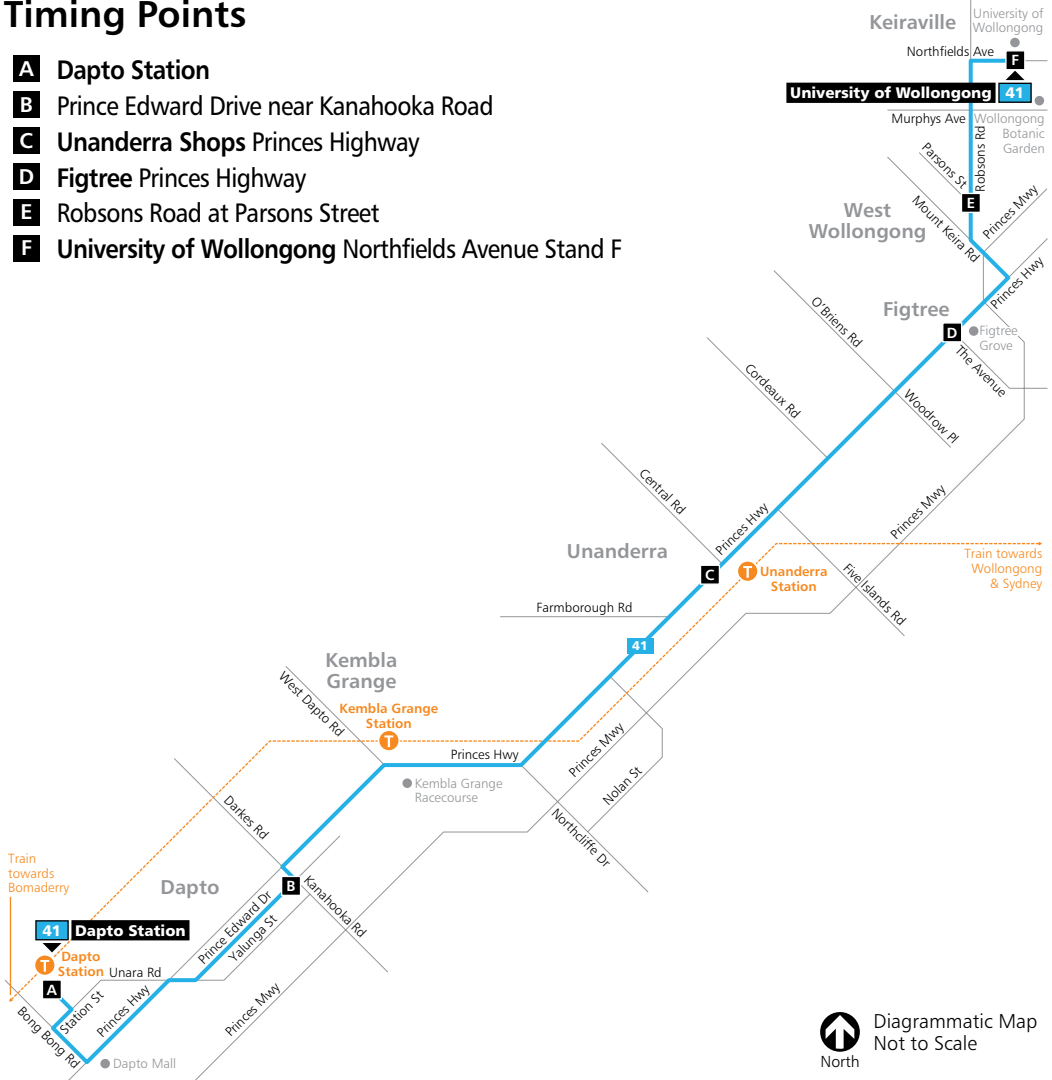 Timing Points
A Dapto Station
B Prince Edward Drive near Kanahooka Road
C Unanderra Shops Princes Highway
D Figtree Princes Highway
E Robsons Road at Parsons Street
F University of Wollongong Northfields Avenue Stand F
Keiraville
University of
Wollongong
Northfields Ave
F
University of Wollongong 41
Murphys Ave
Wollongong
Botanic
Garden
Robsons Rd
Parsons St
E
West
Wollongong
Mount Keira Rd
Princes Mwy
Princes Hwy
Figtree
D
Figtree
Grove
The Avenue
O'Briens Rd
Woodrow Pl
Cordeaux Rd
Central Rd
Princes Hwy
Princes Mwy
Unanderra
C
T Unanderra
Station
Train towards
Wollongong
& Sydney
Five Islands Rd
Farmborough Rd
41
Kembla
Grange
West Dapto Rd
Kembla Grange
Station
T
Princes Hwy
Princes Mwy
Kembla Grange
Racecourse
Nolan St
Northcliffe Dr
Darkes Rd
Train
towards
Bomaderry
Dapto
B
Kanahooka Rd
Prince Edward Dr
Yalunga St
41 Dapto Station
T Dapto
Station
Unara Rd
A
Station St
Princes Hwy
Princes Mwy
Bong Bong Rd
Dapto Mall
North
Diagrammatic Map
Not to Scale